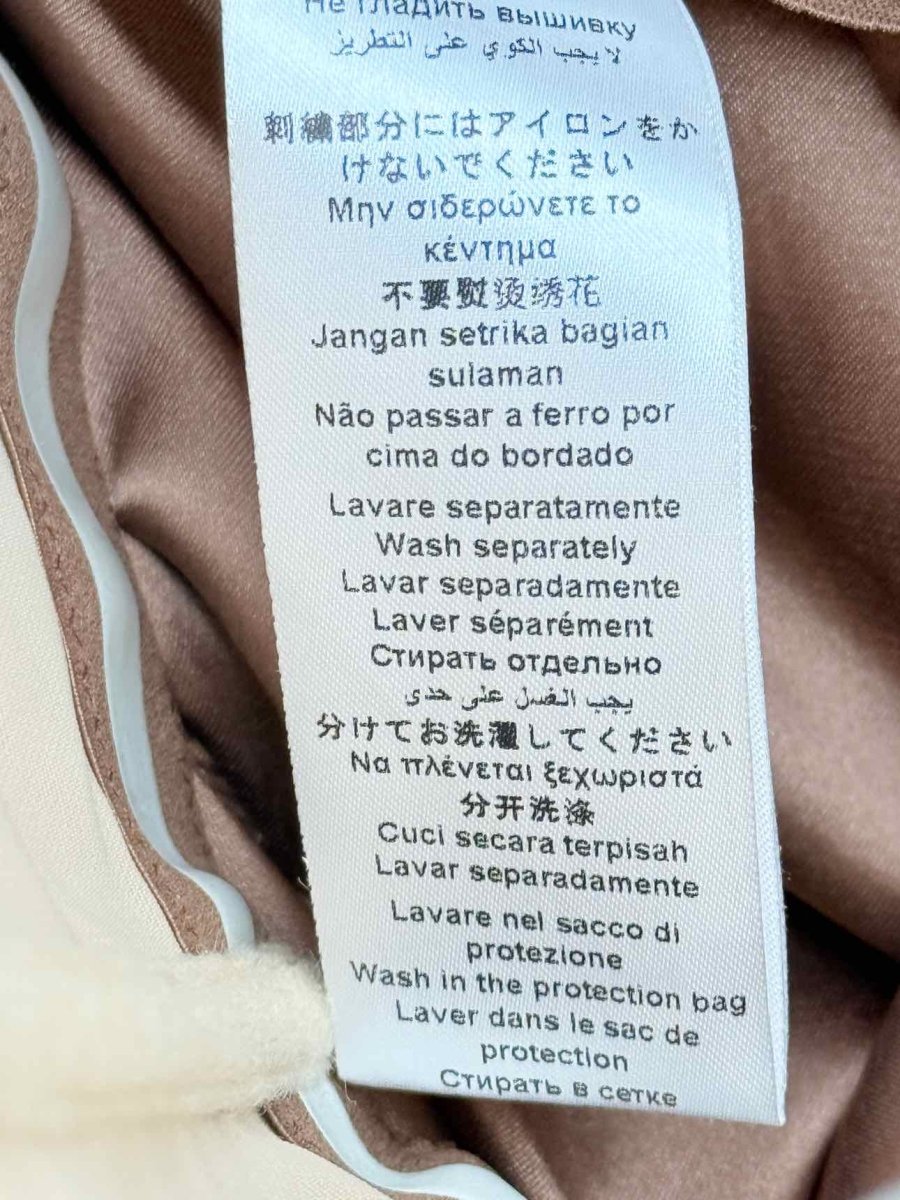 Не гладить вышивку
لا يجب الكوي على التطريز
刺繍部分にはアイロンをか
けないでください
Μην σιδερώνετε το
κέντημα
不要熨烫绣花
Jangan setrika bagian
sulaman
Não passar a ferro por
cima do bordado
Lavare separatamente
Wash separately
Lavar separadamente
Laver séparément
Стирать отдельно
يجب الغسل على حدى
分けてお洗濯してください
Να πλένεται ξεχωριστά
分开洗涤
Cuci secara terpisah
Lavar separadamente
Lavare nel sacco di
protezione
Wash in the protection bag
Laver dans le sac de
protection
Стирать в сетке